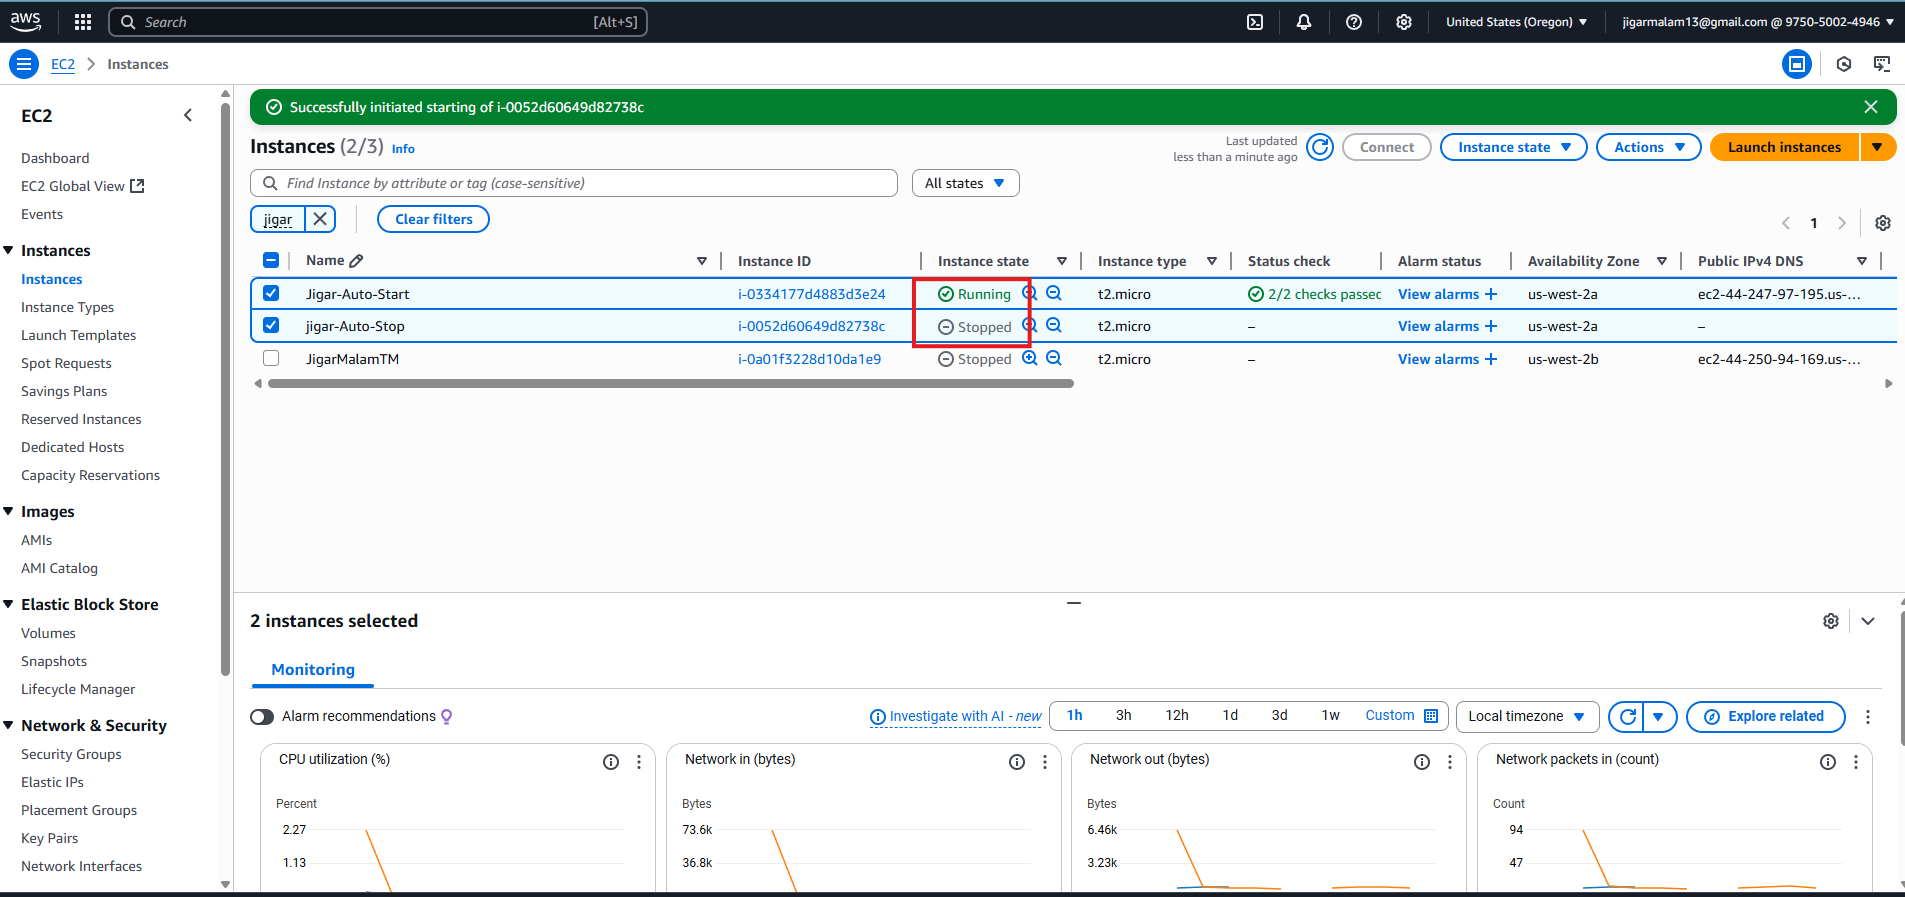 aws
Search [Alt+S]
United States (Oregon)
jigarmalam13@gmail.com @ 9750-5002-4946
EC2 > Instances
EC2
Dashboard
EC2 Global View
Events
Instances
Instances
Instance Types
Launch Templates
Spot Requests
Savings Plans
Reserved Instances
Dedicated Hosts
Capacity Reservations
Images
AMIs
AMI Catalog
Elastic Block Store
Volumes
Snapshots
Lifecycle Manager
Network & Security
Security Groups
Elastic IPs
Placement Groups
Key Pairs
Network Interfaces
Successfully initiated starting of i-0052d60649d82738c
Instances (2/3) Info
Last updated
less than a minute ago
Connect
Instance state
Actions
Launch instances
Find Instance by attribute or tag (case-sensitive)
All states
jigar
Clear filters
1
Name Instance ID Instance state Instance type Status check Alarm status Availability Zone Public IPv4 DNS
Jigar-Auto-Start i-0334177d4883d3e24 Running t2.micro 2/2 checks passec View alarms + us-west-2a ec2-44-247-97-195.us-...
jigar-Auto-Stop i-0052d60649d82738c Stopped t2.micro – View alarms + us-west-2a –
JigarMalamTM i-0a01f3228d10da1e9 Stopped t2.micro – View alarms + us-west-2b ec2-44-250-94-169.us-...
2 instances selected
Monitoring
Alarm recommendations
Investigate with AI - new
1h 3h 12h 1d 3d 1w Custom
Local timezone
Explore related
CPU utilization (%)
Percent
2.27
1.13
Network in (bytes)
Bytes
73.6k
36.8k
Network out (bytes)
Bytes
6.46k
3.23k
Network packets in (count)
Count
94
47